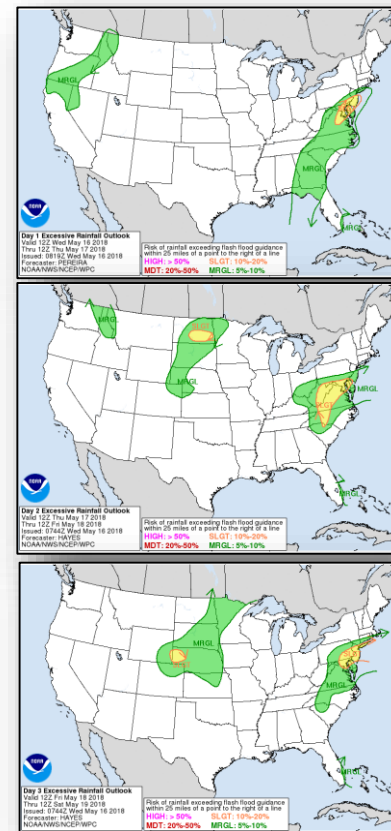 MRGL
MRGL
MRGL
NOAA
Day 1 Excessive Rainfall Outlook
Valid 12Z Wed May 16 2018
Thru 12Z Thu May 17 2018
Issued: 0819Z Wed May 16 2018
Forecaster: PEREIRA
NOAA/NWS/NCEP/WPC
Risk of rainfall exceeding flash flood guidance
within 25 miles of a point to the right of a line
HIGH: > 50% SLGT: 10%-20%
MDT: 20%-50% MRGL: 5%-10%
MRGL
SLGT
MRGL
MRGL
SLGT
MRGL
NOAA
Day 2 Excessive Rainfall Outlook
Valid 12Z Thu May 17 2018
Thru 12Z Fri May 18 2018
Issued: 0744Z Wed May 16 2018
Forecaster: HAYES
NOAA/NWS/NCEP/WPC
Risk of rainfall exceeding flash flood guidance
within 25 miles of a point to the right of a line
HIGH: > 50% SLGT: 10%-20%
MDT: 20%-50% MRGL: 5%-10%
MRGL
SLGT
MRGL
MRGL
NOAA
Day 3 Excessive Rainfall Outlook
Valid 12Z Fri May 18 2018
Thru 12Z Sat May 19 2018
Issued: 0744Z Wed May 16 2018
Forecaster: HAYES
NOAA/NWS/NCEP/WPC
Risk of rainfall exceeding flash flood guidance
within 25 miles of a point to the right of a line
HIGH: > 50% SLGT: 10%-20%
MDT: 20%-50% MRGL: 5%-10%